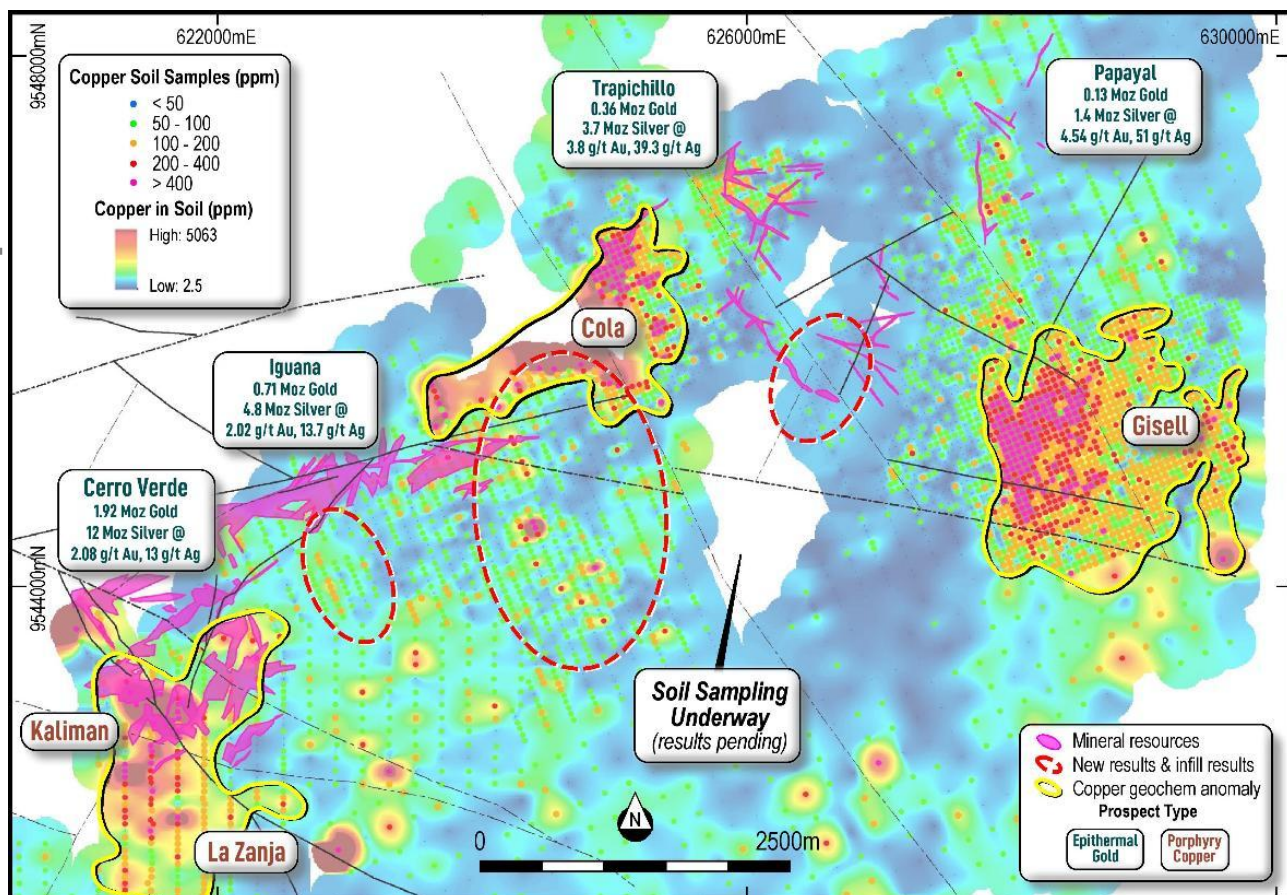 622000mE
626000mE
630000mE
9548000mN
9544000mN
Copper Soil Samples (ppm)
< 50
50 - 100
100 - 200
200 - 400
> 400
Copper in Soil (ppm)
High: 5063
Low: 2.5
Trapichillo
0.36 Moz Gold
3.7 Moz Silver @
3.8 g/t Au, 39.3 g/t Ag
Papayal
0.13 Moz Gold
1.4 Moz Silver @
4.54 g/t Au, 51 g/t Ag
Cola
Iguana
0.71 Moz Gold
4.8 Moz Silver @
2.02 g/t Au, 13.7 g/t Ag
Gisell
Cerro Verde
1.92 Moz Gold
12 Moz Silver @
2.08 g/t Au, 13 g/t Ag
Soil Sampling
Underway
(results pending)
Kaliman
La Zanja
N
0
2500m
Mineral resources
New results & infill results
Copper geochem anomaly
Prospect Type
Epithermal
Gold
Porphyry
Copper